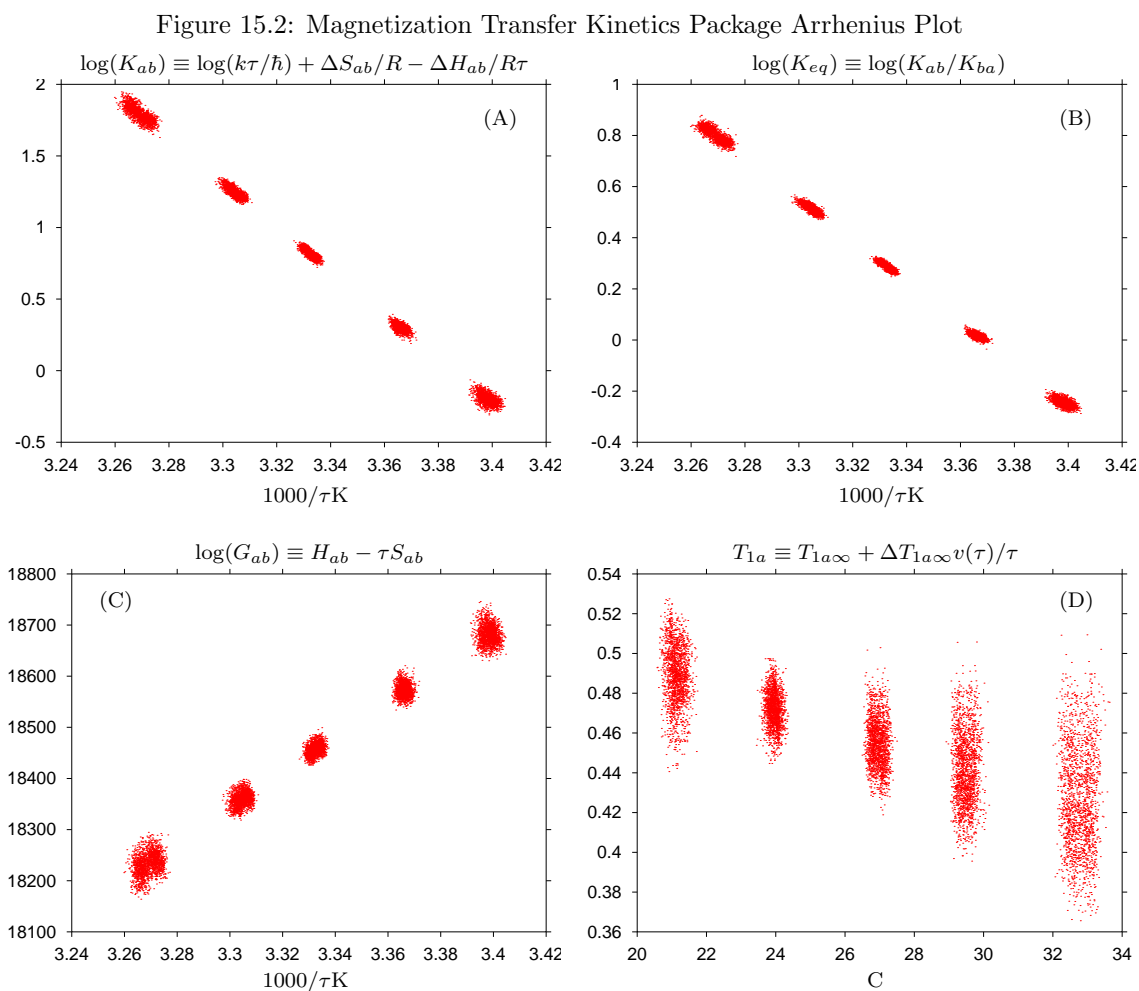 Figure 15.2: Magnetization Transfer Kinetics Package Arrhenius Plot
log(K_ab) ≡ log(kτ/ħ) + ΔS_ab/R − ΔH_ab/Rτ
(A)
2
1.5
1
0.5
0
-0.5
3.24 3.26 3.28 3.3 3.32 3.34 3.36 3.38 3.4 3.42
1000/τK
log(K_eq) ≡ log(K_ab/K_ba)
(B)
1
0.8
0.6
0.4
0.2
0
-0.2
-0.4
3.24 3.26 3.28 3.3 3.32 3.34 3.36 3.38 3.4 3.42
1000/τK
log(G_ab) ≡ H_ab − τS_ab
(C)
18800
18700
18600
18500
18400
18300
18200
18100
3.24 3.26 3.28 3.3 3.32 3.34 3.36 3.38 3.4 3.42
1000/τK
T_1a ≡ T_1a∞ + ΔT_1a∞v(τ)/τ
(D)
0.54
0.52
0.5
0.48
0.46
0.44
0.42
0.4
0.38
0.36
20 22 24 26 28 30 32 34
C